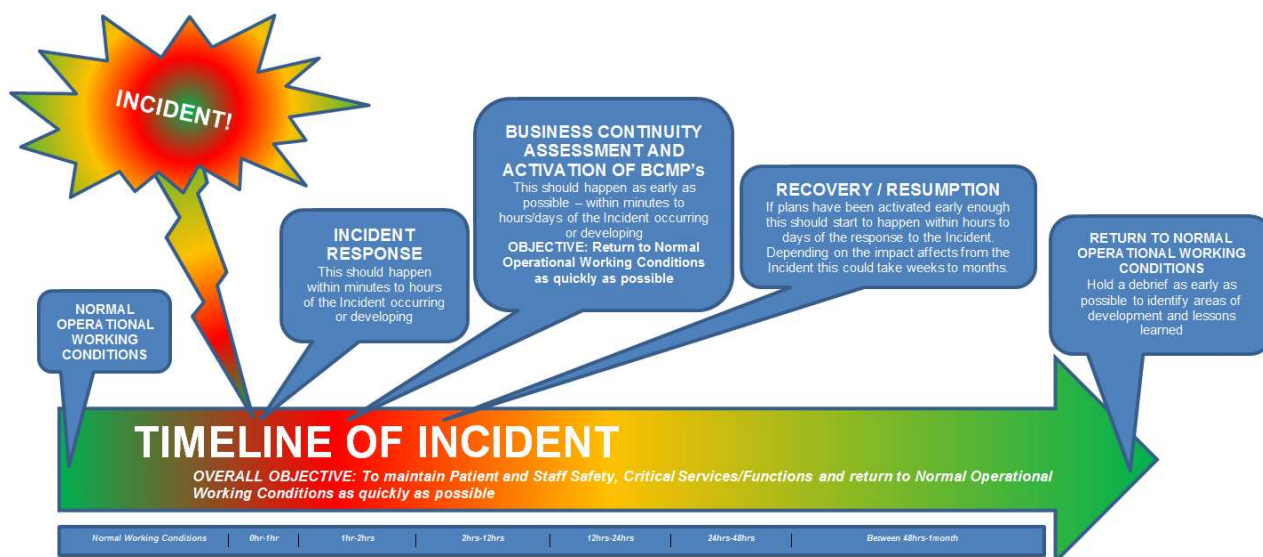 INCIDENT!
BUSINESS CONTINUITY
ASSESSMENT AND
ACTIVATION OF BCMP's
This should happen as early as
possible – within minutes to
hours/days of the Incident occurring
or developing
OBJECTIVE: Return to Normal
Operational Working Conditions
as quickly as possible
RECOVERY / RESUMPTION
If plans have been activated early enough
this should start to happen within hours to
days of the response to the Incident.
Depending on the impact affects from the
Incident this could take weeks to months.
INCIDENT
RESPONSE
This should happen
within minutes to hours
of the Incident occurring
or developing
RETURN TO NORMAL
OPERATIONAL WORKING
CONDITIONS
Hold a debrief as early as
possible to identify areas of
development and lessons
learned
NORMAL
OPERATIONAL
WORKING
CONDITIONS
TIMELINE OF INCIDENT
OVERALL OBJECTIVE: To maintain Patient and Staff Safety, Critical Services/Functions and return to Normal Operational
Working Conditions as quickly as possible
Normal Working Conditions | 0hr-1hr | 1hr-2hrs | 2hrs-12hrs | 12hrs-24hrs | 24hrs-48hrs | Between 48hrs-1month